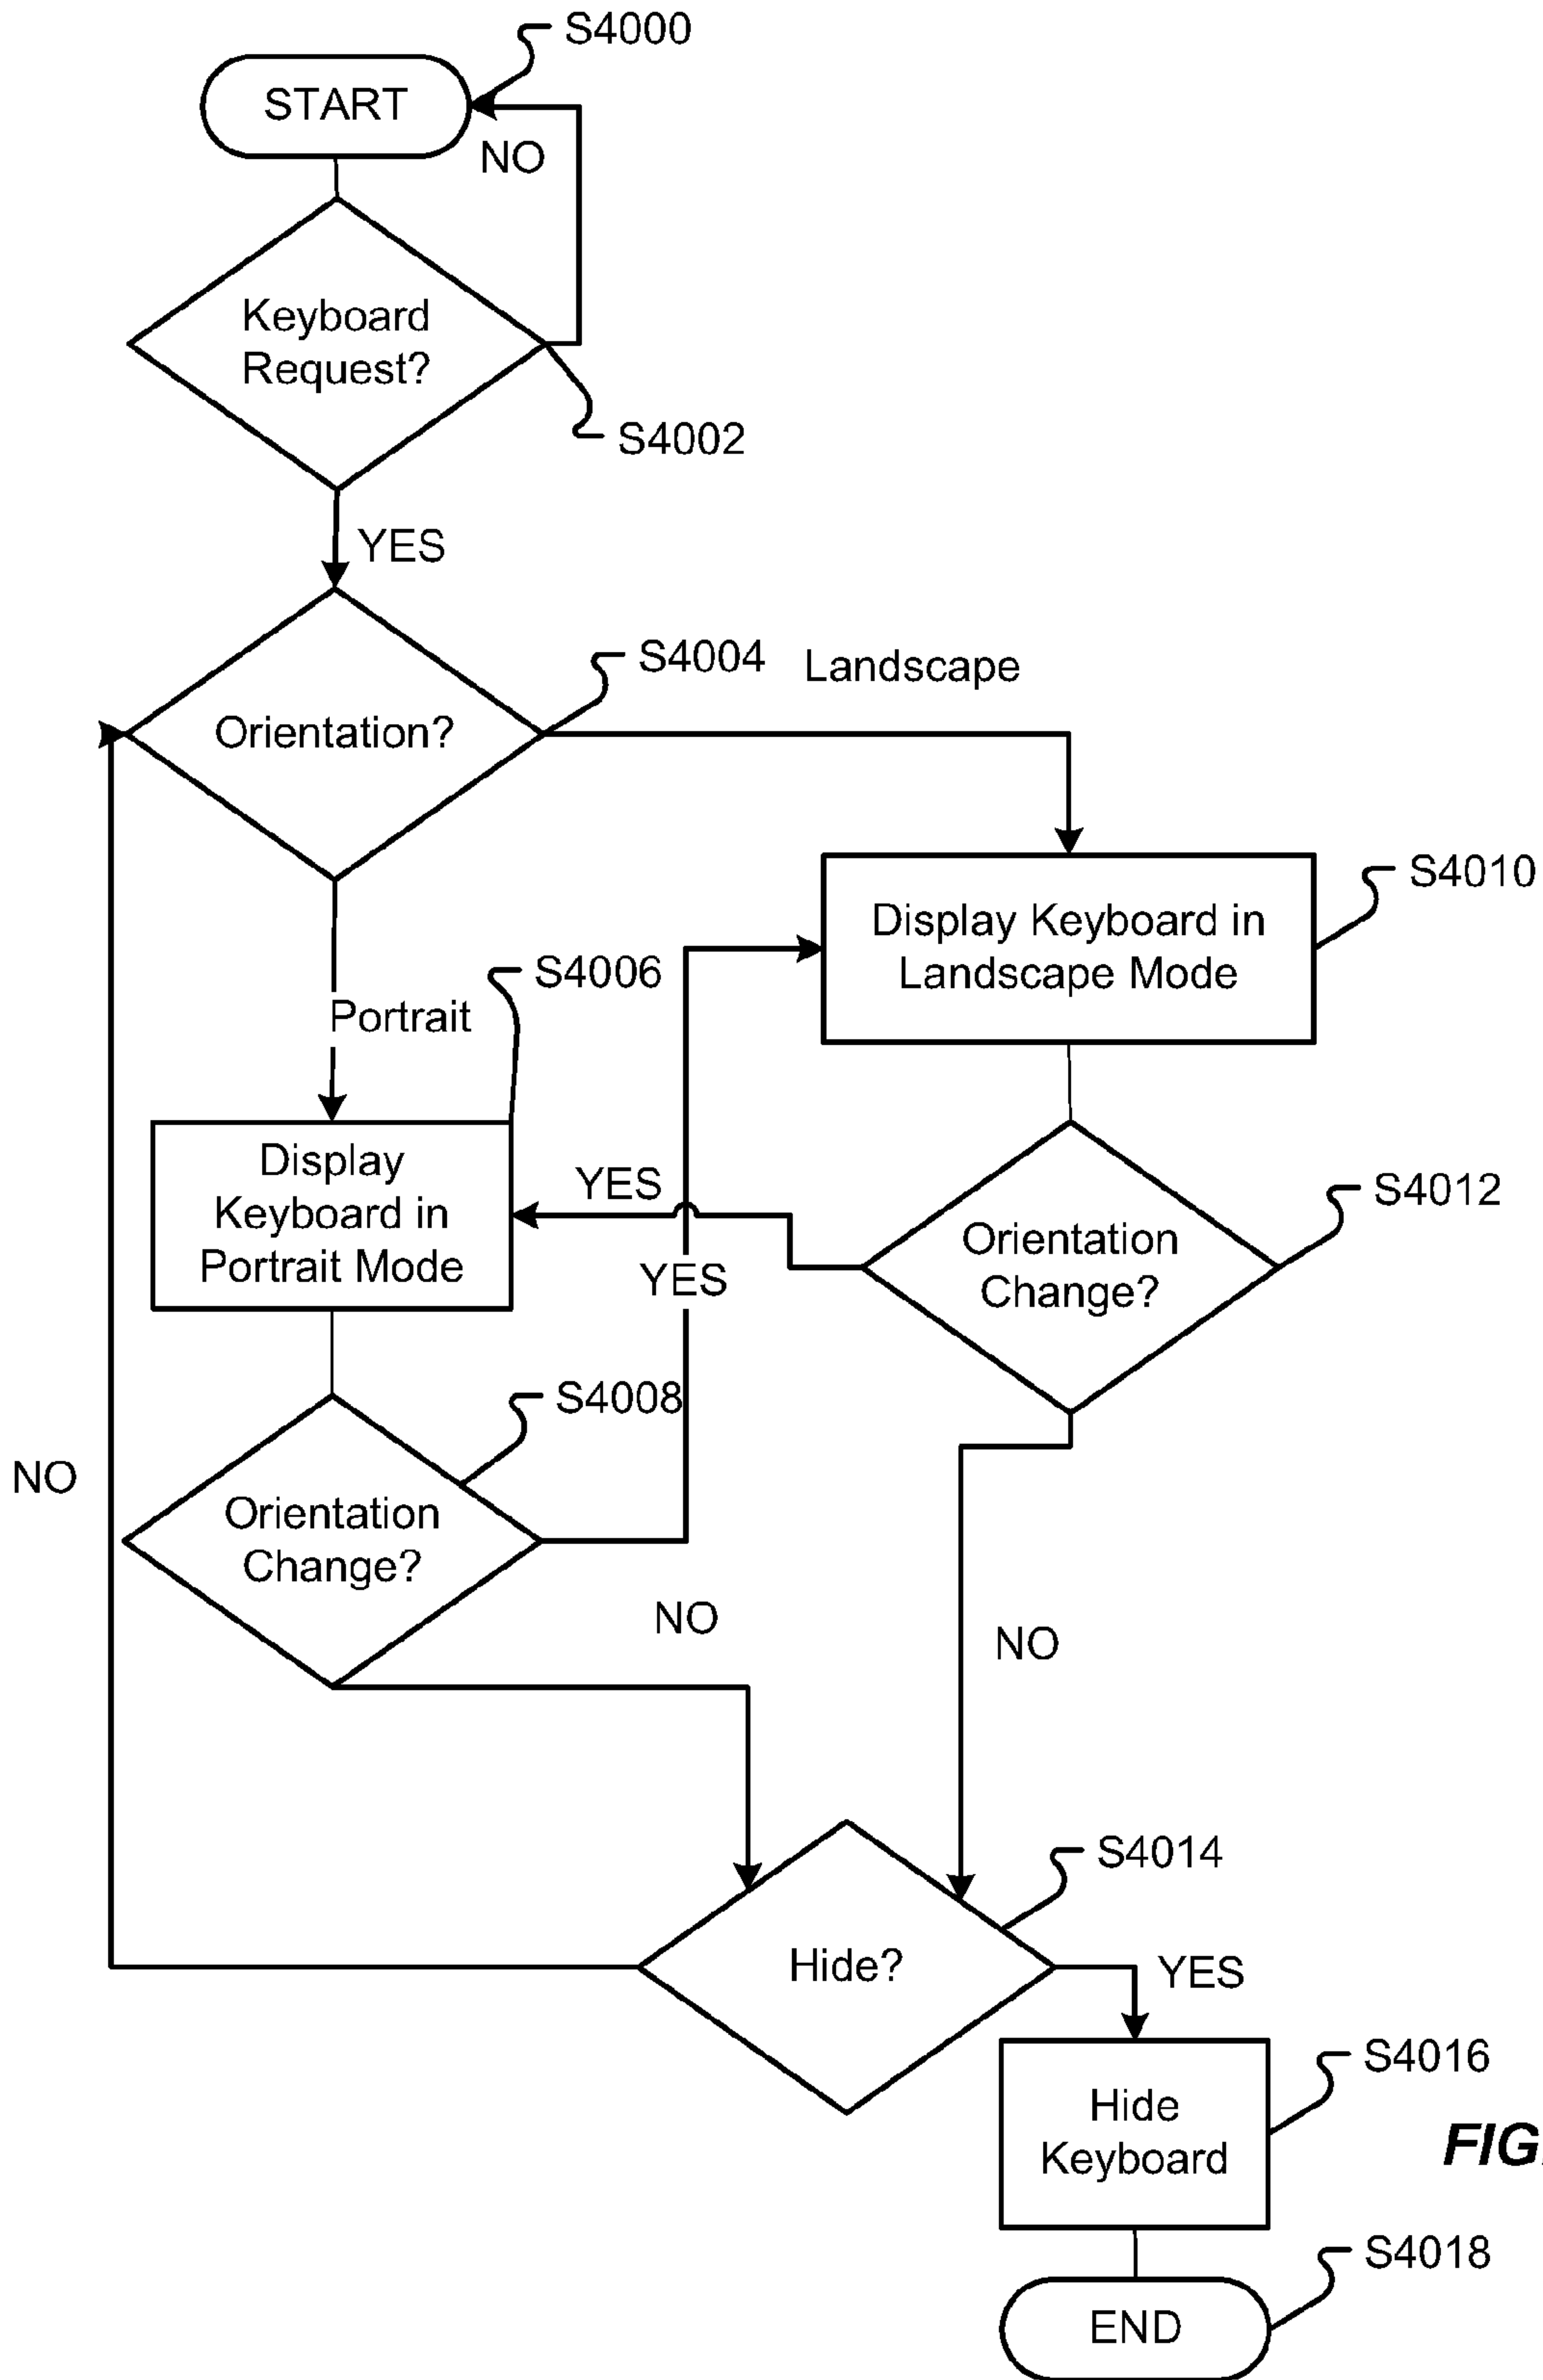 S4000
START
NO
Keyboard
Request?
S4002
YES
S4004
Landscape
Orientation?
S4010
Display Keyboard in
Landscape Mode
S4006
Portrait
Display
Keyboard in
Portrait Mode
YES
S4012
Orientation
Change?
YES
S4008
NO
Orientation
Change?
NO
NO
S4014
Hide?
YES
S4016
Hide
Keyboard
FIG.
S4018
END